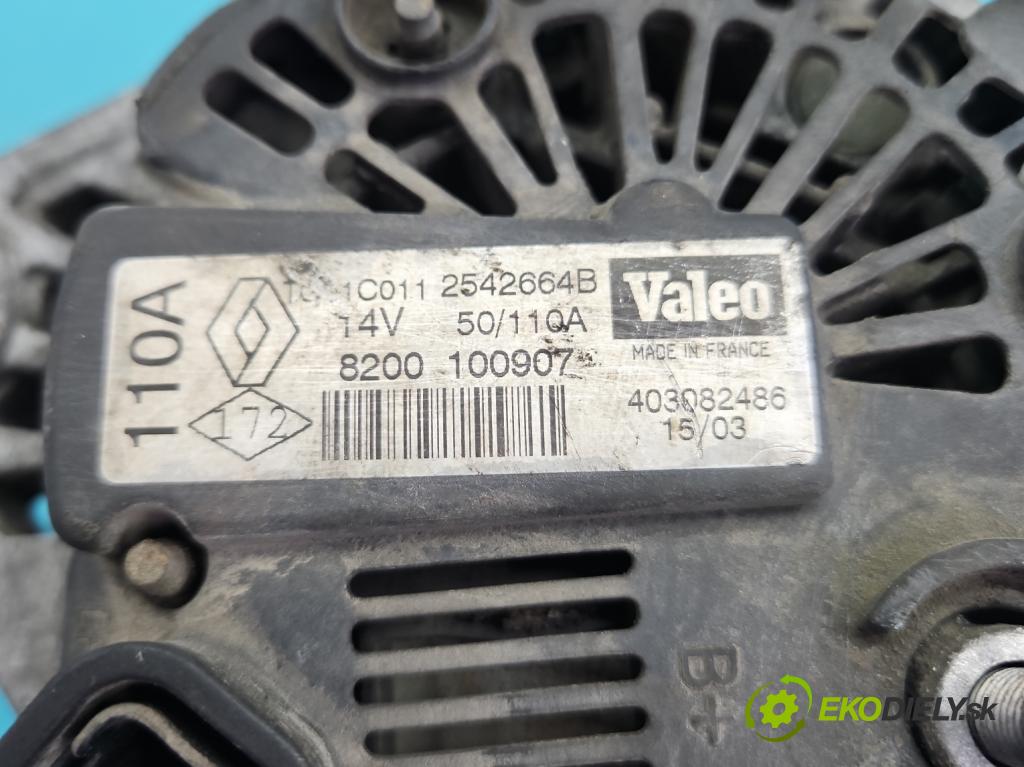 110A
1C011 2542664B
14V 50/110A
8200 100907
172
Valeo
MADE IN FRANCE
403082486
15/03
B+
EKODIELY.sk